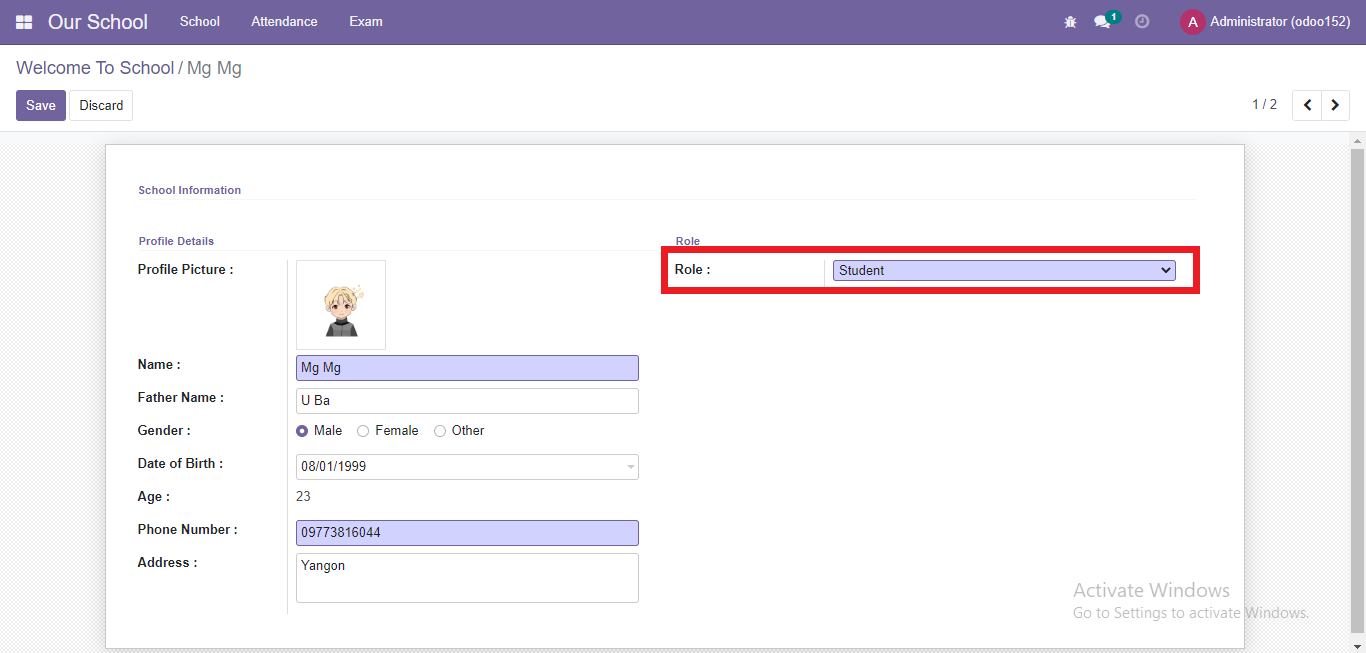 Our School School Attendance Exam 1 A Administrator (odoo152)
Welcome To School / Mg Mg
Save Discard 1 / 2
School Information
Profile Details Role
Profile Picture : Role : Student
Name : Mg Mg
Father Name : U Ba
Gender : Male Female Other
Date of Birth : 08/01/1999
Age : 23
Phone Number : 09773816044
Address : Yangon
Activate Windows
Go to Settings to activate Windows.